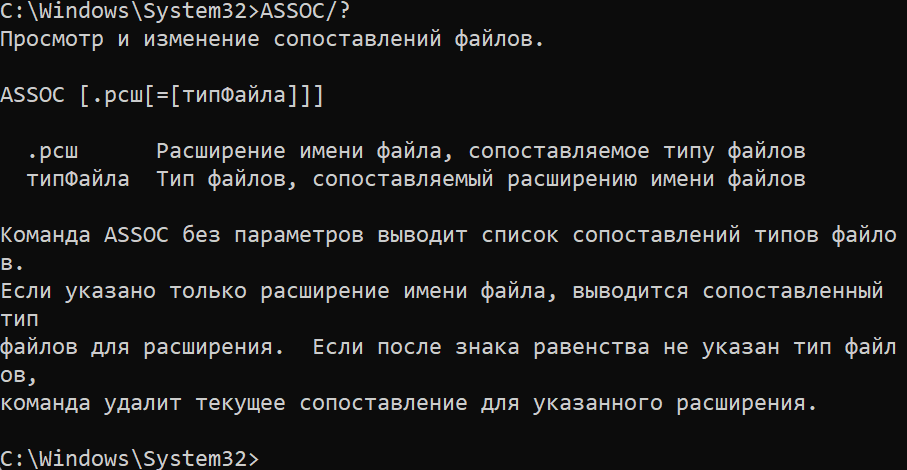 C:\Windows\System32>ASSOC/?
Просмотр и изменение сопоставлений файлов.
ASSOC [.рсш[=[типФайла]]]
.рсш Расширение имени файла, сопоставляемое типу файлов
типФайла Тип файлов, сопоставляемый расширению имени файлов
Команда ASSOC без параметров выводит список сопоставлений типов файло
в.
Если указано только расширение имени файла, выводится сопоставленный
тип
файлов для расширения.  Если после знака равенства не указан тип файл
ов,
команда удалит текущее сопоставление для указанного расширения.
C:\Windows\System32>